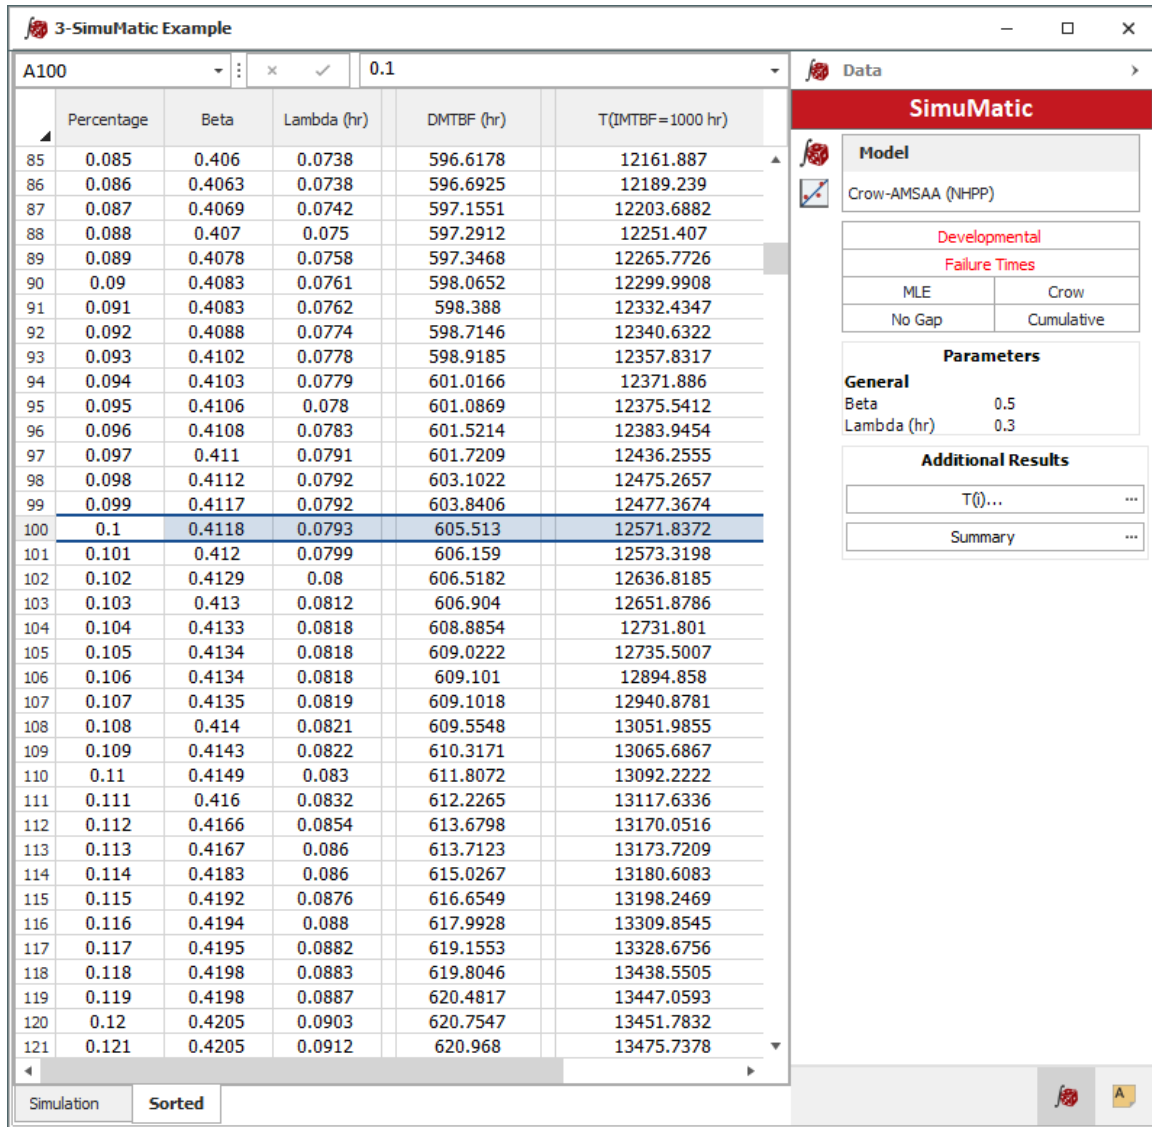 3-SimuMatic Example
A100 0.1
Percentage Beta Lambda (hr) DMTBF (hr) T(IMTBF=1000 hr)
85 0.085 0.406 0.0738 596.6178 12161.887
86 0.086 0.4063 0.0738 596.6925 12189.239
87 0.087 0.4069 0.0742 597.1551 12203.6882
88 0.088 0.407 0.075 597.2912 12251.407
89 0.089 0.4078 0.0758 597.3468 12265.7726
90 0.09 0.4083 0.0761 598.0652 12299.9908
91 0.091 0.4083 0.0762 598.388 12332.4347
92 0.092 0.4088 0.0774 598.7146 12340.6322
93 0.093 0.4102 0.0778 598.9185 12357.8317
94 0.094 0.4103 0.0779 601.0166 12371.886
95 0.095 0.4106 0.078 601.0869 12375.5412
96 0.096 0.4108 0.0783 601.5214 12383.9454
97 0.097 0.411 0.0791 601.7209 12436.2555
98 0.098 0.4112 0.0792 603.1022 12475.2657
99 0.099 0.4117 0.0792 603.8406 12477.3674
100 0.1 0.4118 0.0793 605.513 12571.8372
101 0.101 0.412 0.0799 606.159 12573.3198
102 0.102 0.4129 0.08 606.5182 12636.8185
103 0.103 0.413 0.0812 606.904 12651.8786
104 0.104 0.4133 0.0818 608.8854 12731.801
105 0.105 0.4134 0.0818 609.0222 12735.5007
106 0.106 0.4134 0.0818 609.101 12894.858
107 0.107 0.4135 0.0819 609.1018 12940.8781
108 0.108 0.414 0.0821 609.5548 13051.9855
109 0.109 0.4143 0.0822 610.3171 13065.6867
110 0.11 0.4149 0.083 611.8072 13092.2222
111 0.111 0.416 0.0832 612.2265 13117.6336
112 0.112 0.4166 0.0854 613.6798 13170.0516
113 0.113 0.4167 0.086 613.7123 13173.7209
114 0.114 0.4183 0.086 615.0267 13180.6083
115 0.115 0.4192 0.0876 616.6549 13198.2469
116 0.116 0.4194 0.088 617.9928 13309.8545
117 0.117 0.4195 0.0882 619.1553 13328.6756
118 0.118 0.4198 0.0883 619.8046 13438.5505
119 0.119 0.4198 0.0887 620.4817 13447.0593
120 0.12 0.4205 0.0903 620.7547 13451.7832
121 0.121 0.4205 0.0912 620.968 13475.7378
Simulation Sorted
Data
SimuMatic
Model
Crow-AMSAA (NHPP)
Developmental
Failure Times
MLE Crow
No Gap Cumulative
Parameters
General
Beta 0.5
Lambda (hr) 0.3
Additional Results
T(i)... ...
Summary ...
A